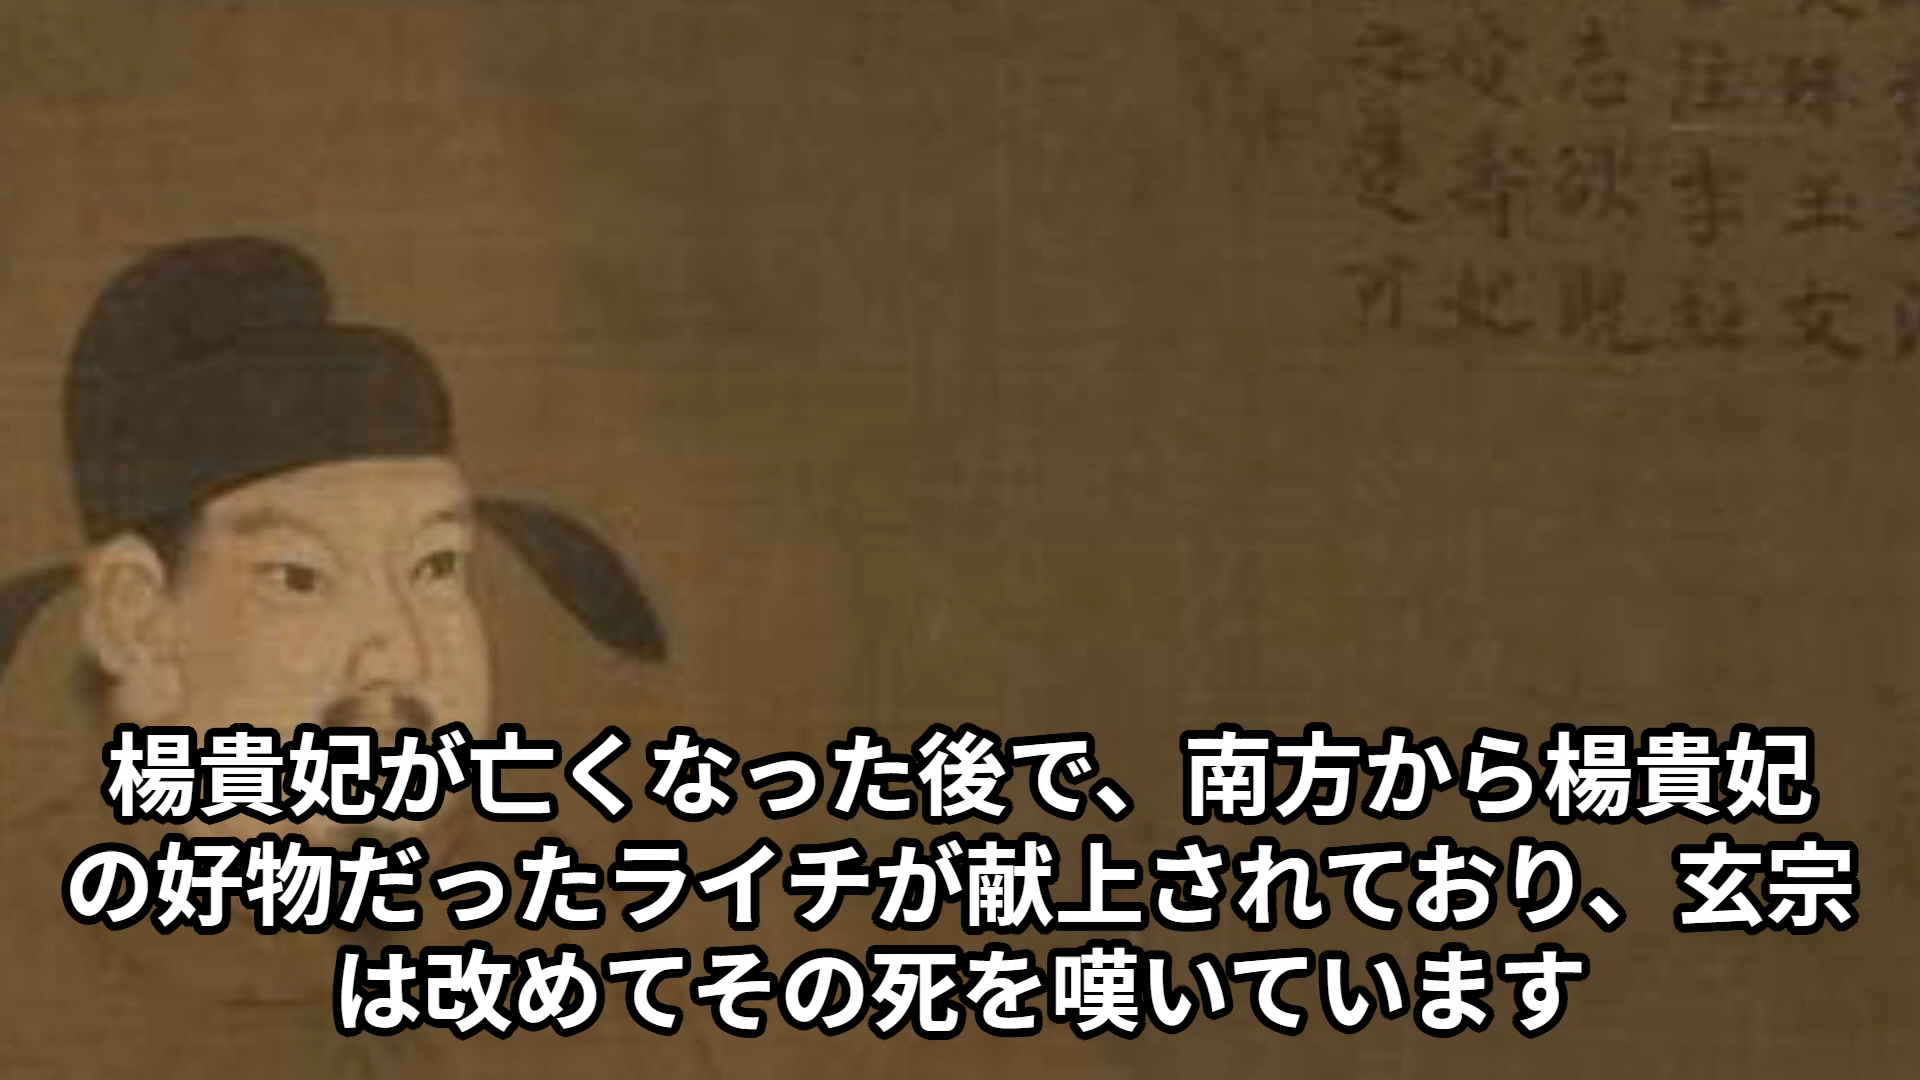 楊貴妃が亡くなった後で、南方から楊貴妃
の好物だったライチが献上されており、玄宗
は改めてその死を嘆いています